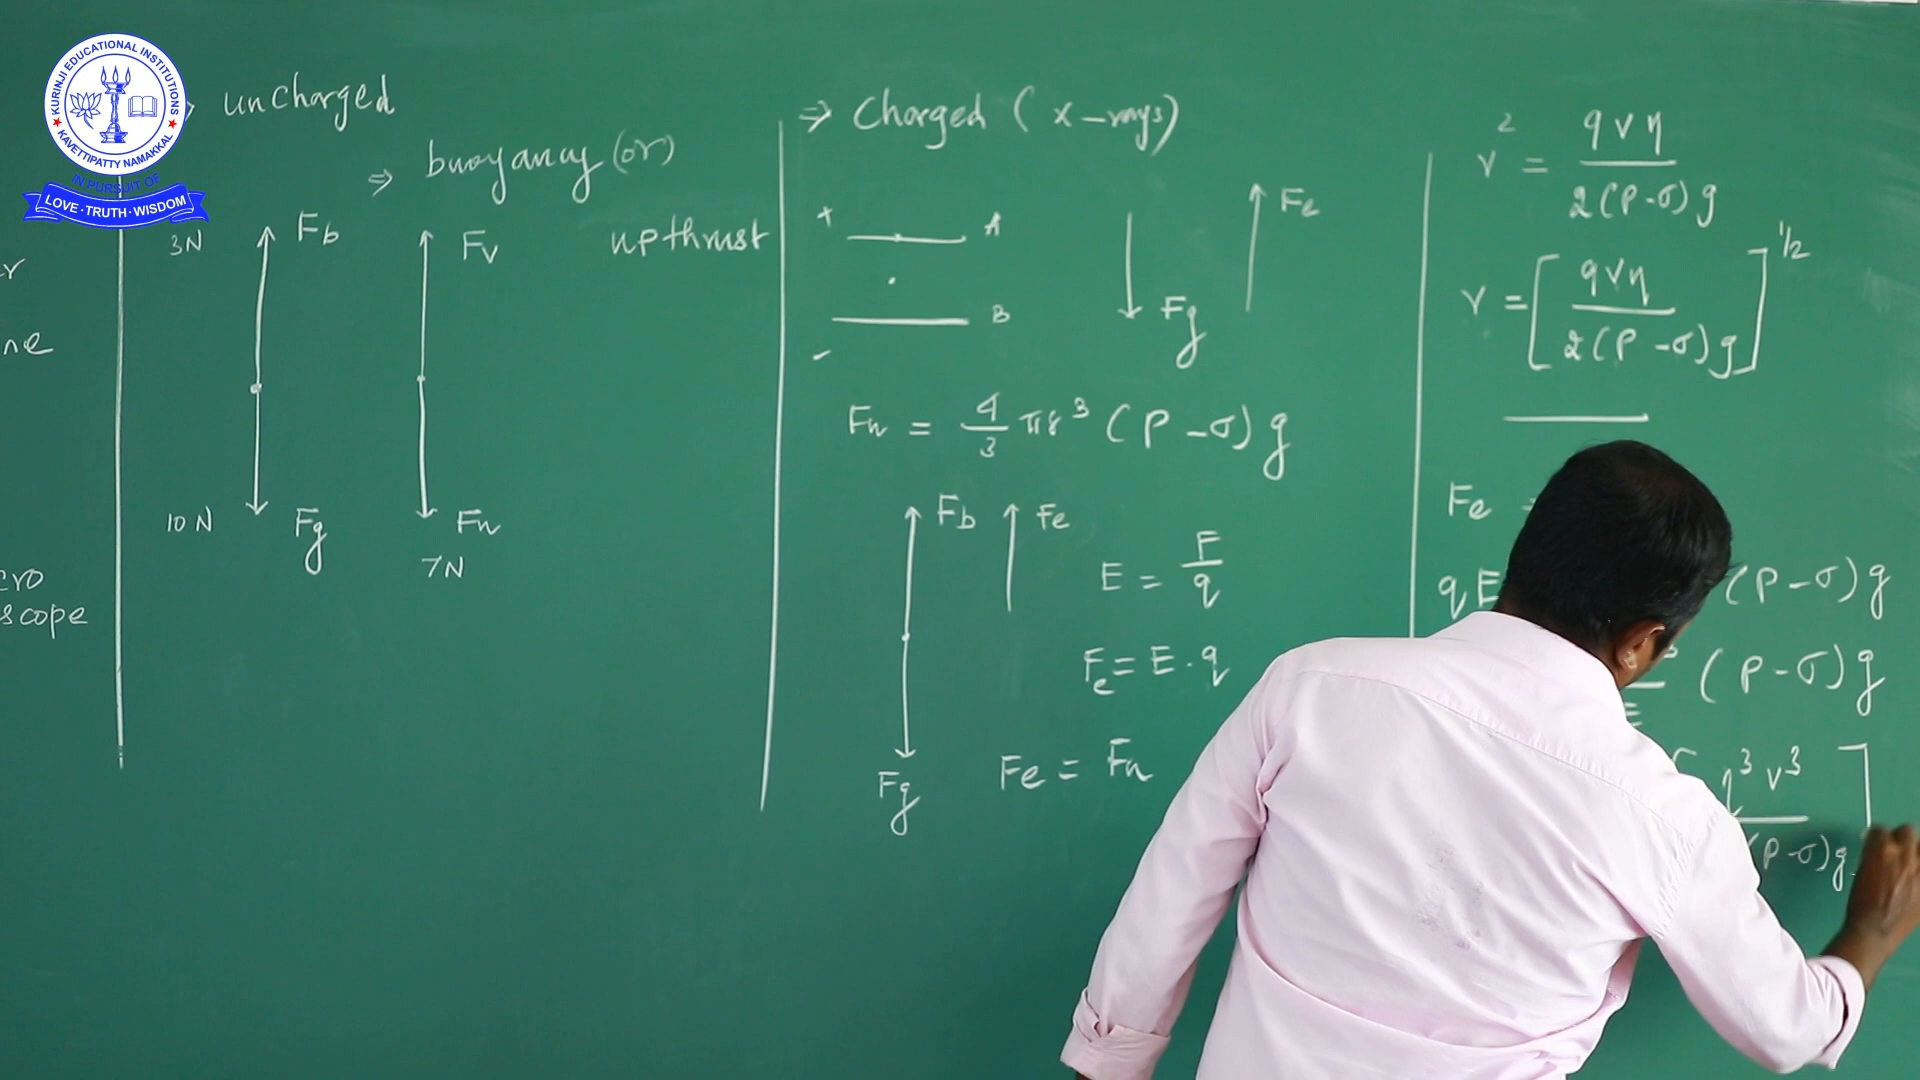 KURINJI EDUCATIONAL INSTITUTIONS
KAVETTIPATTY NAMAKKAL
IN PURSUIT OF
LOVE · TRUTH · WISDOM
uncharged
⇒ buoyancy (or)
upthrust
3N
Fb
Fv
10 N
Fg
Fn
7N
scope
⇒ Charged (x-rays)
+
A
B
-
Fg
Fe
Fn = 4/3 πr³ (ρ - σ) g
Fb
Fe
E = F/q
Fe = E . q
Fg
Fe = Fn
r² = 9vη / 2(ρ-σ)g
r = [9vη / 2(ρ-σ)g]^1/2
Fe =
qE (ρ-σ) g
(ρ-σ) g
η³ v³ ]
(ρ-σ)g